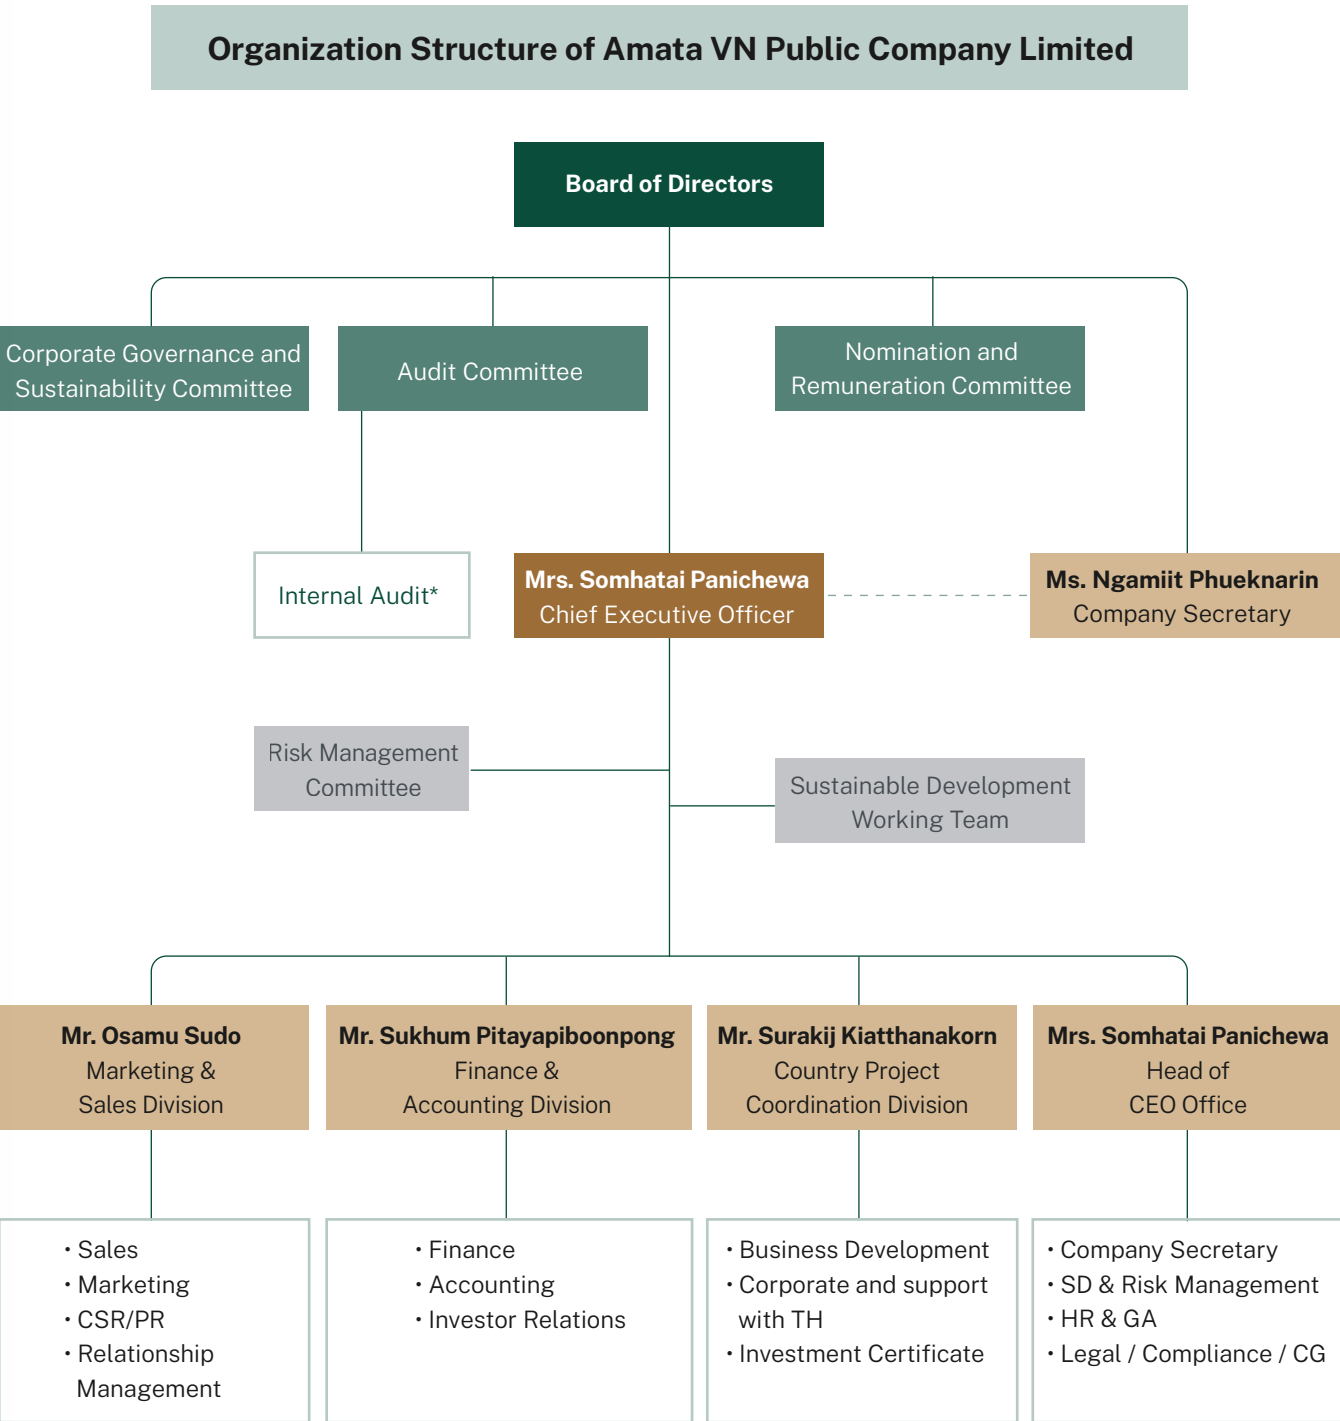 Organization Structure of Amata VN Public Company Limited
Board of Directors
Corporate Governance and
Sustainability Committee
Audit Committee
Nomination and
Remuneration Committee
Internal Audit*
Mrs. Somhatai Panichewa
Chief Executive Officer
Ms. Ngamiit Phueknarin
Company Secretary
Risk Management
Committee
Sustainable Development
Working Team
Mr. Osamu Sudo
Marketing &
Sales Division
Mr. Sukhum Pitayapiboonpong
Finance &
Accounting Division
Mr. Surakij Kiatthanakorn
Country Project
Coordination Division
Mrs. Somhatai Panichewa
Head of
CEO Office
• Sales
• Marketing
• CSR/PR
• Relationship
Management
• Finance
• Accounting
• Investor Relations
• Business Development
• Corporate and support
with TH
• Investment Certificate
• Company Secretary
• SD & Risk Management
• HR & GA
• Legal / Compliance / CG